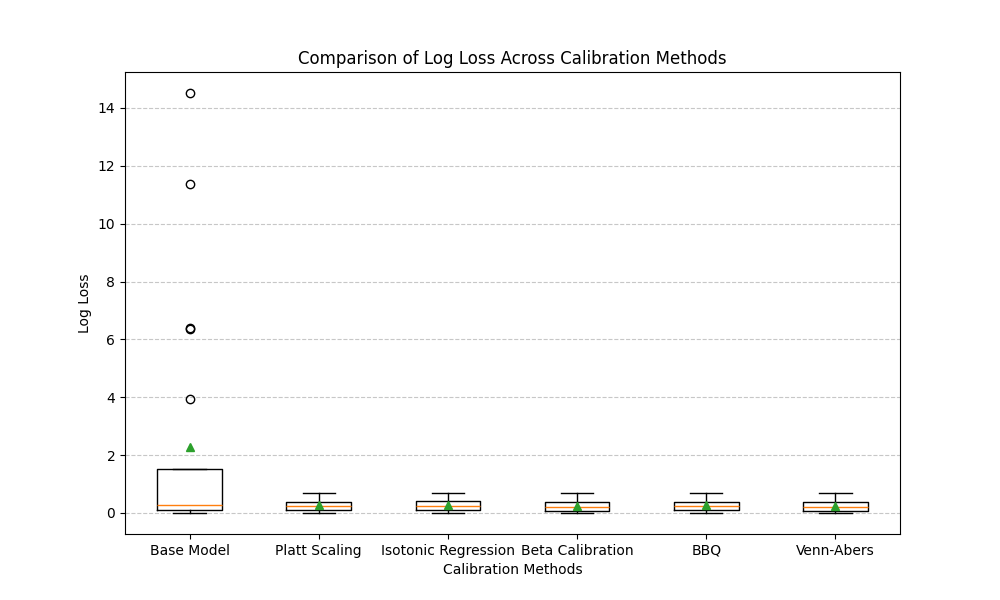 Comparison of Log Loss Across Calibration Methods
Log Loss
14
12
10
8
6
4
2
0
Base Model Platt Scaling Isotonic Regression Beta Calibration BBQ Venn-Abers
Calibration Methods